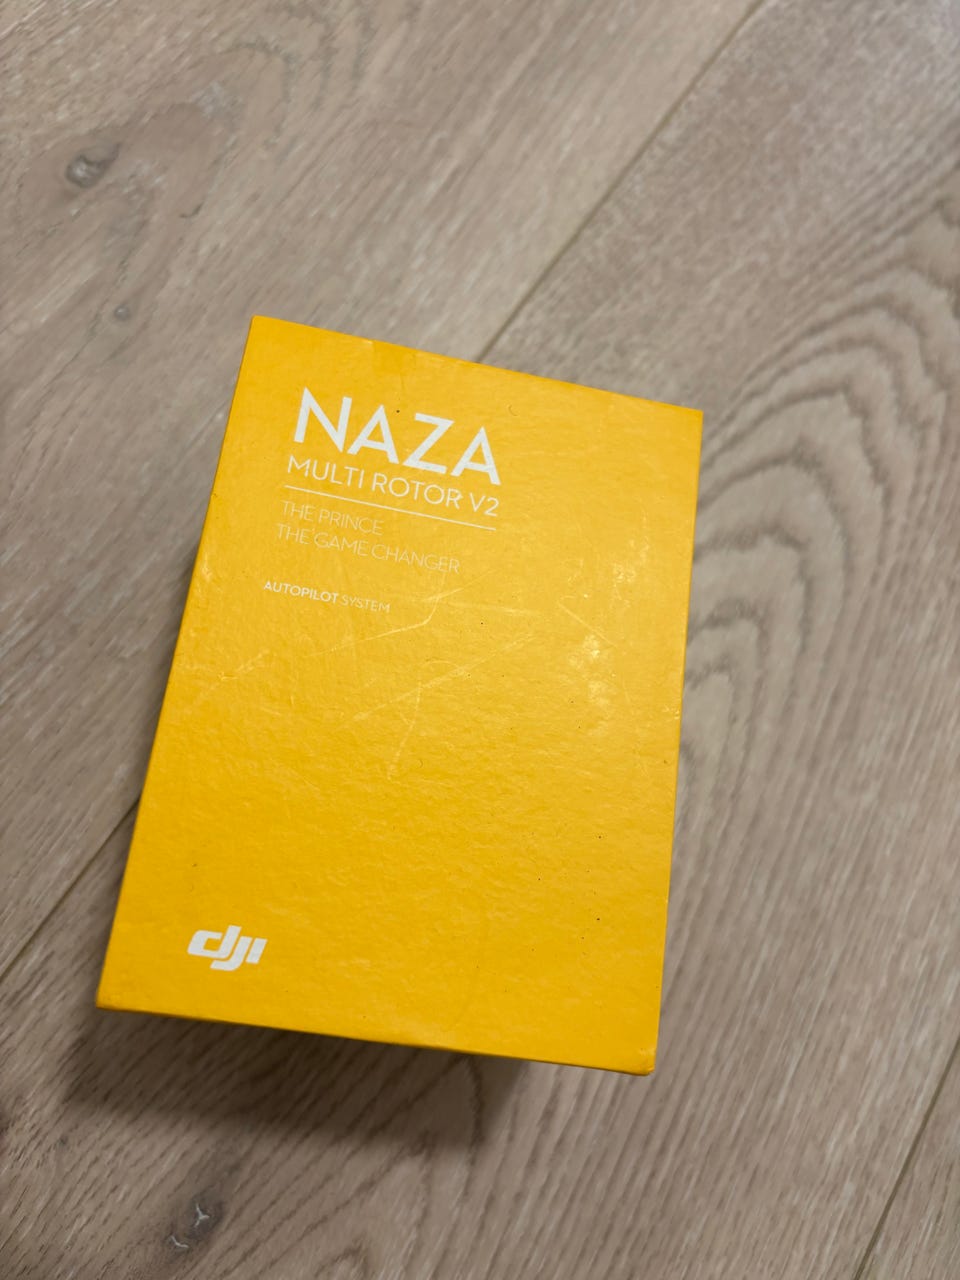 NAZA
MULTI ROTOR V2
THE PRINCE
THE GAME CHANGER
AUTOPILOT SYSTEM
dji